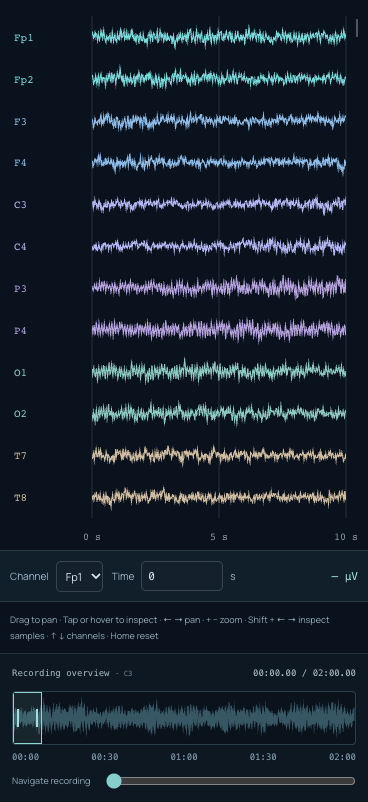 Fp1
Fp2
F3
F4
C3
C4
P3
P4
O1
O2
T7
T8
0 s 5 s 10 s
Channel Fp1 Time 0 s — μV
Drag to pan · Tap or hover to inspect · ← → pan · + − zoom · Shift + ← → inspect
samples · ↑ ↓ channels · Home reset
Recording overview · C3 00:00.00 / 02:00.00
00:00 00:30 01:00 01:30 02:00
Navigate recording